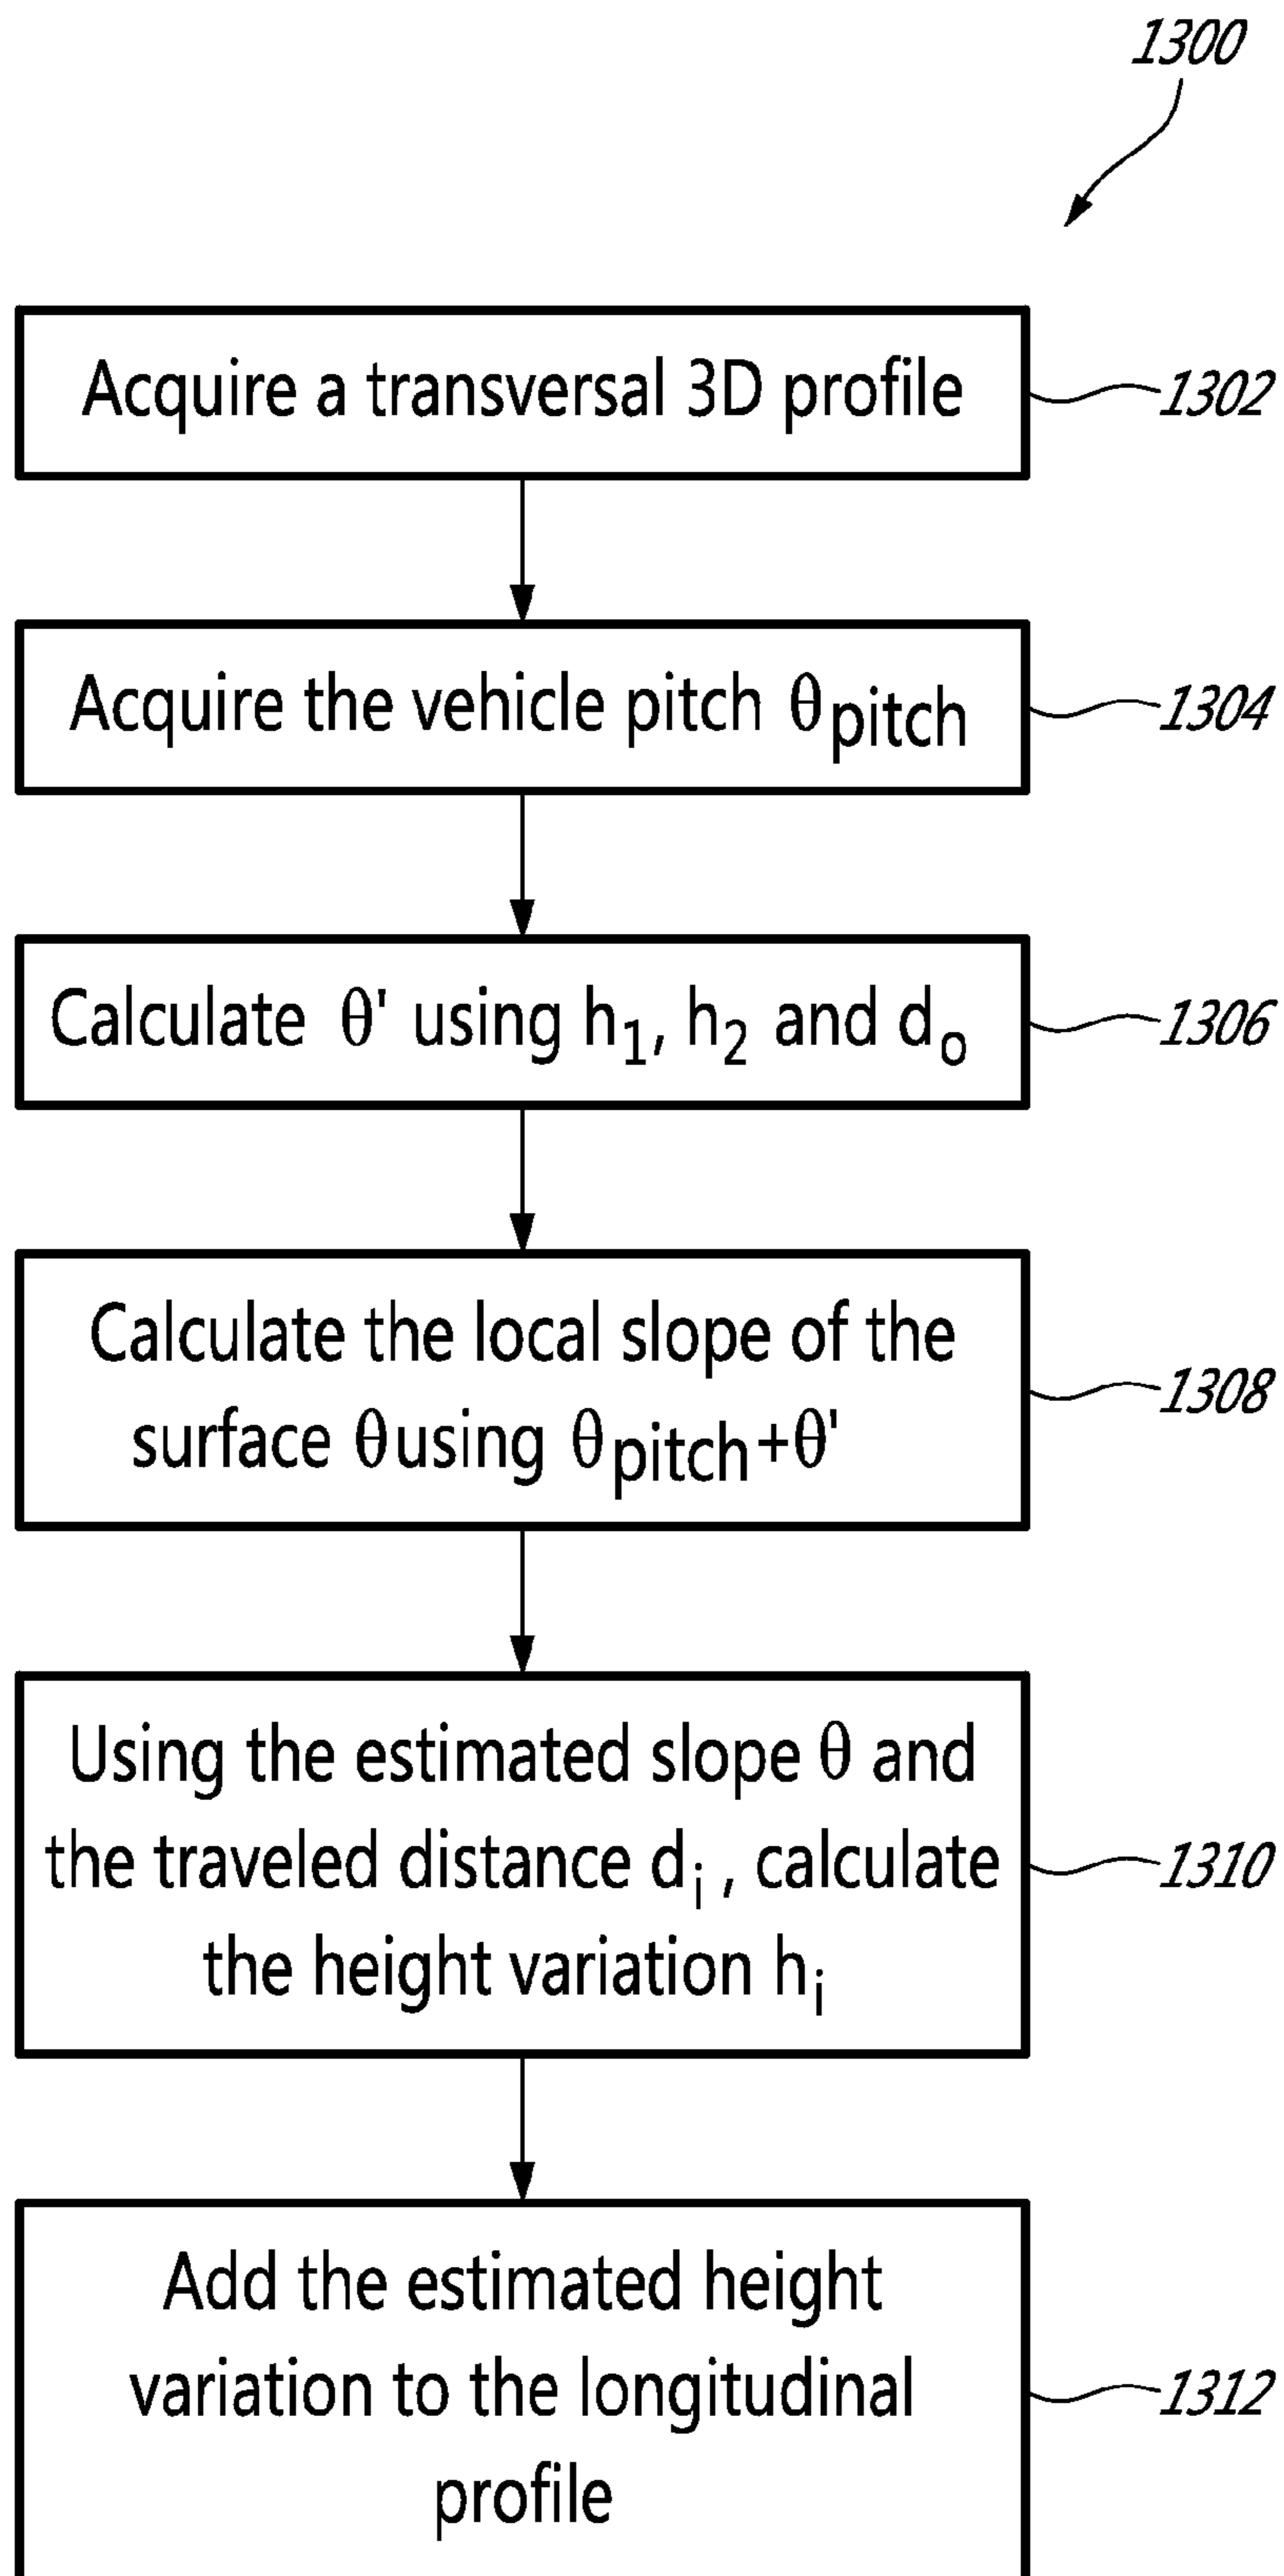 1300
Acquire a transversal 3D profile
1302
Acquire the vehicle pitch θpitch
1304
Calculate θ' using h1, h2 and do
1306
Calculate the local slope of the
surface θ using θpitch+θ'
1308
Using the estimated slope θ and
the traveled distance di, calculate
the height variation hi
1310
Add the estimated height
variation to the longitudinal
profile
1312